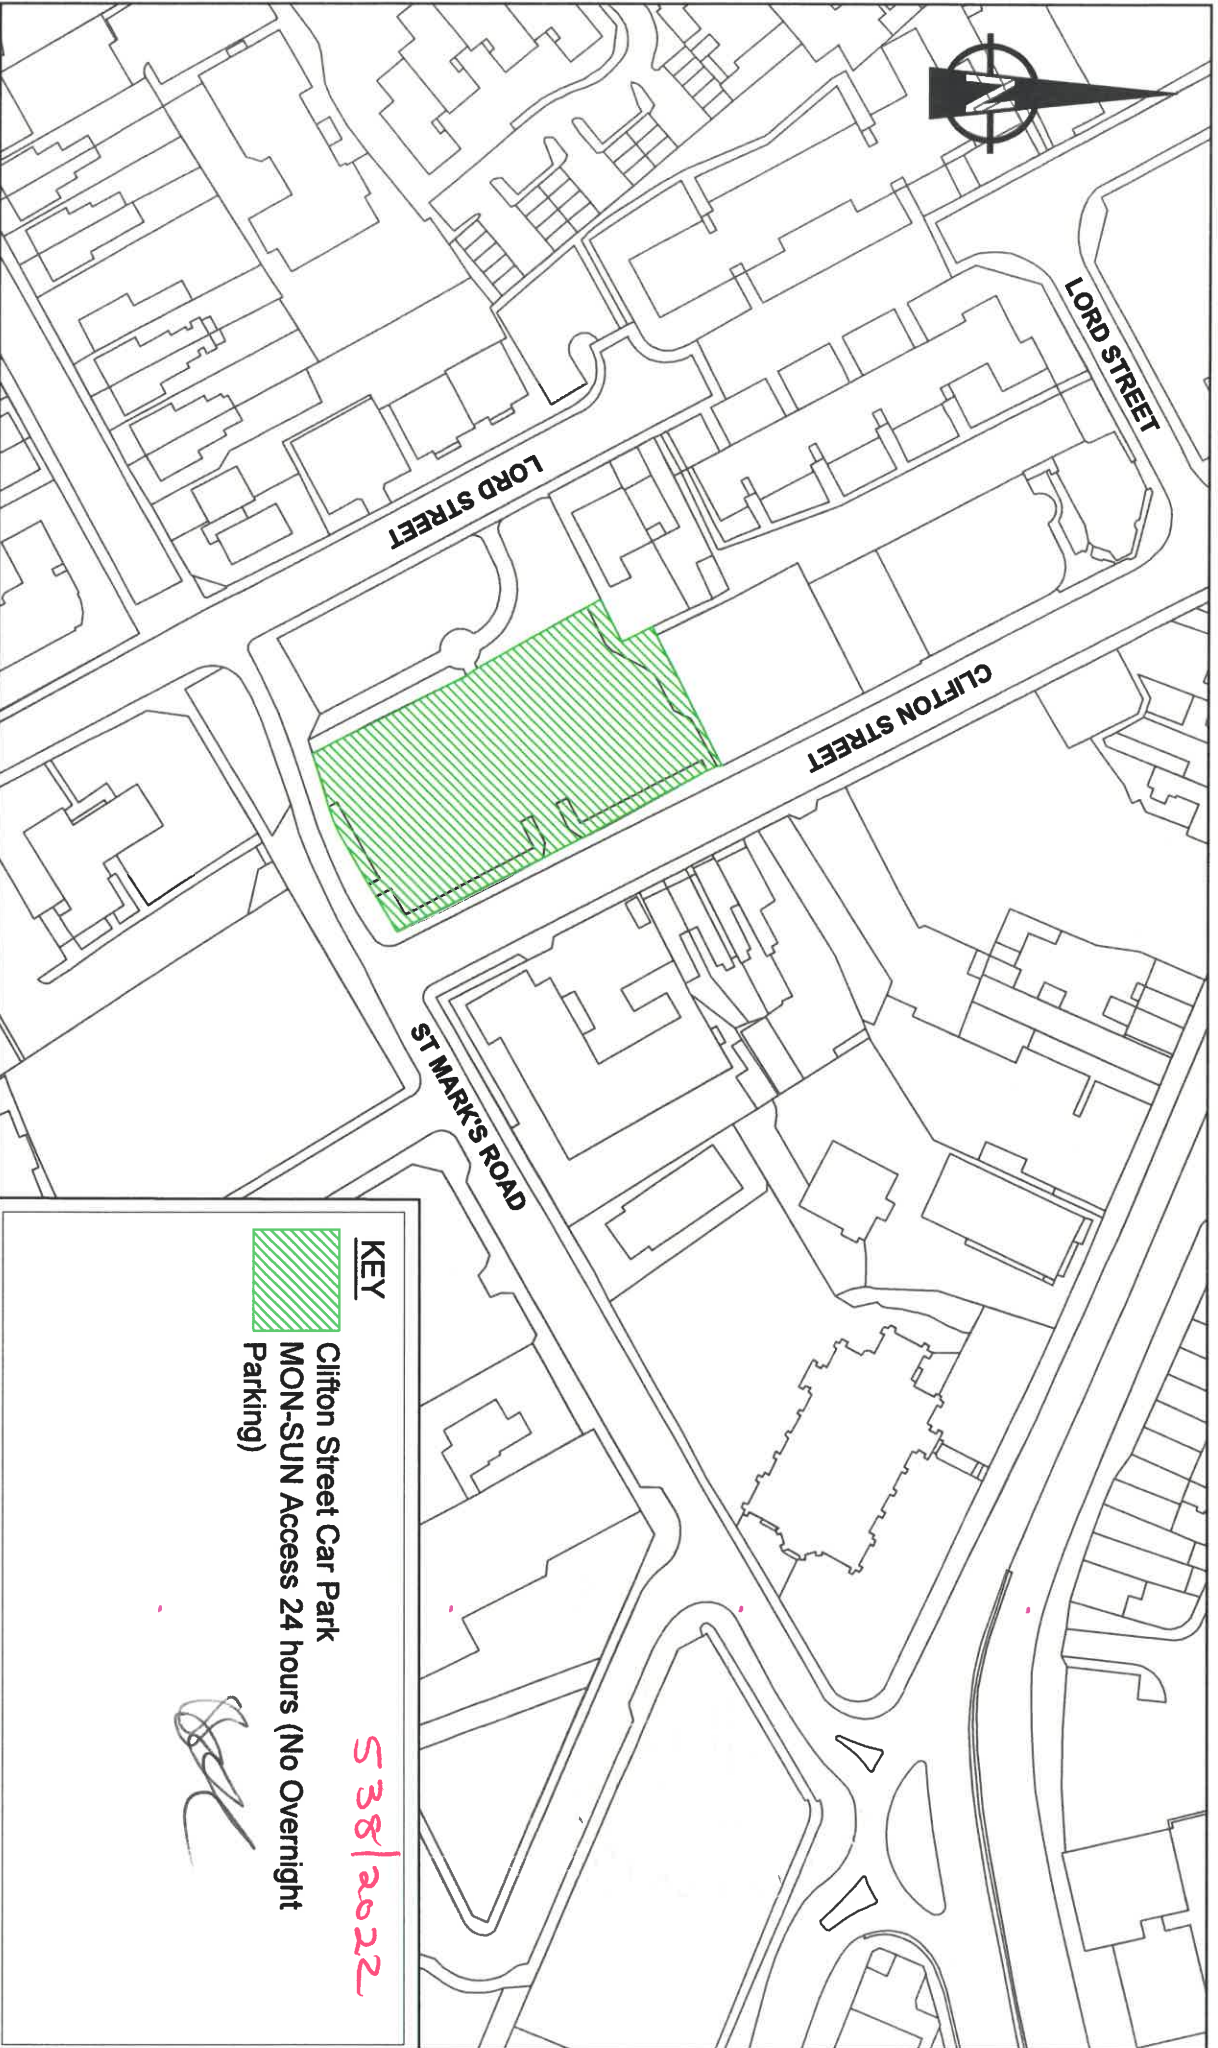 N
LORD STREET
LORD STREET
CLIFTON STREET
ST MARK'S ROAD
KEY
Clifton Street Car Park
MON-SUN Access 24 hours (No Overnight
Parking)
S38/2022